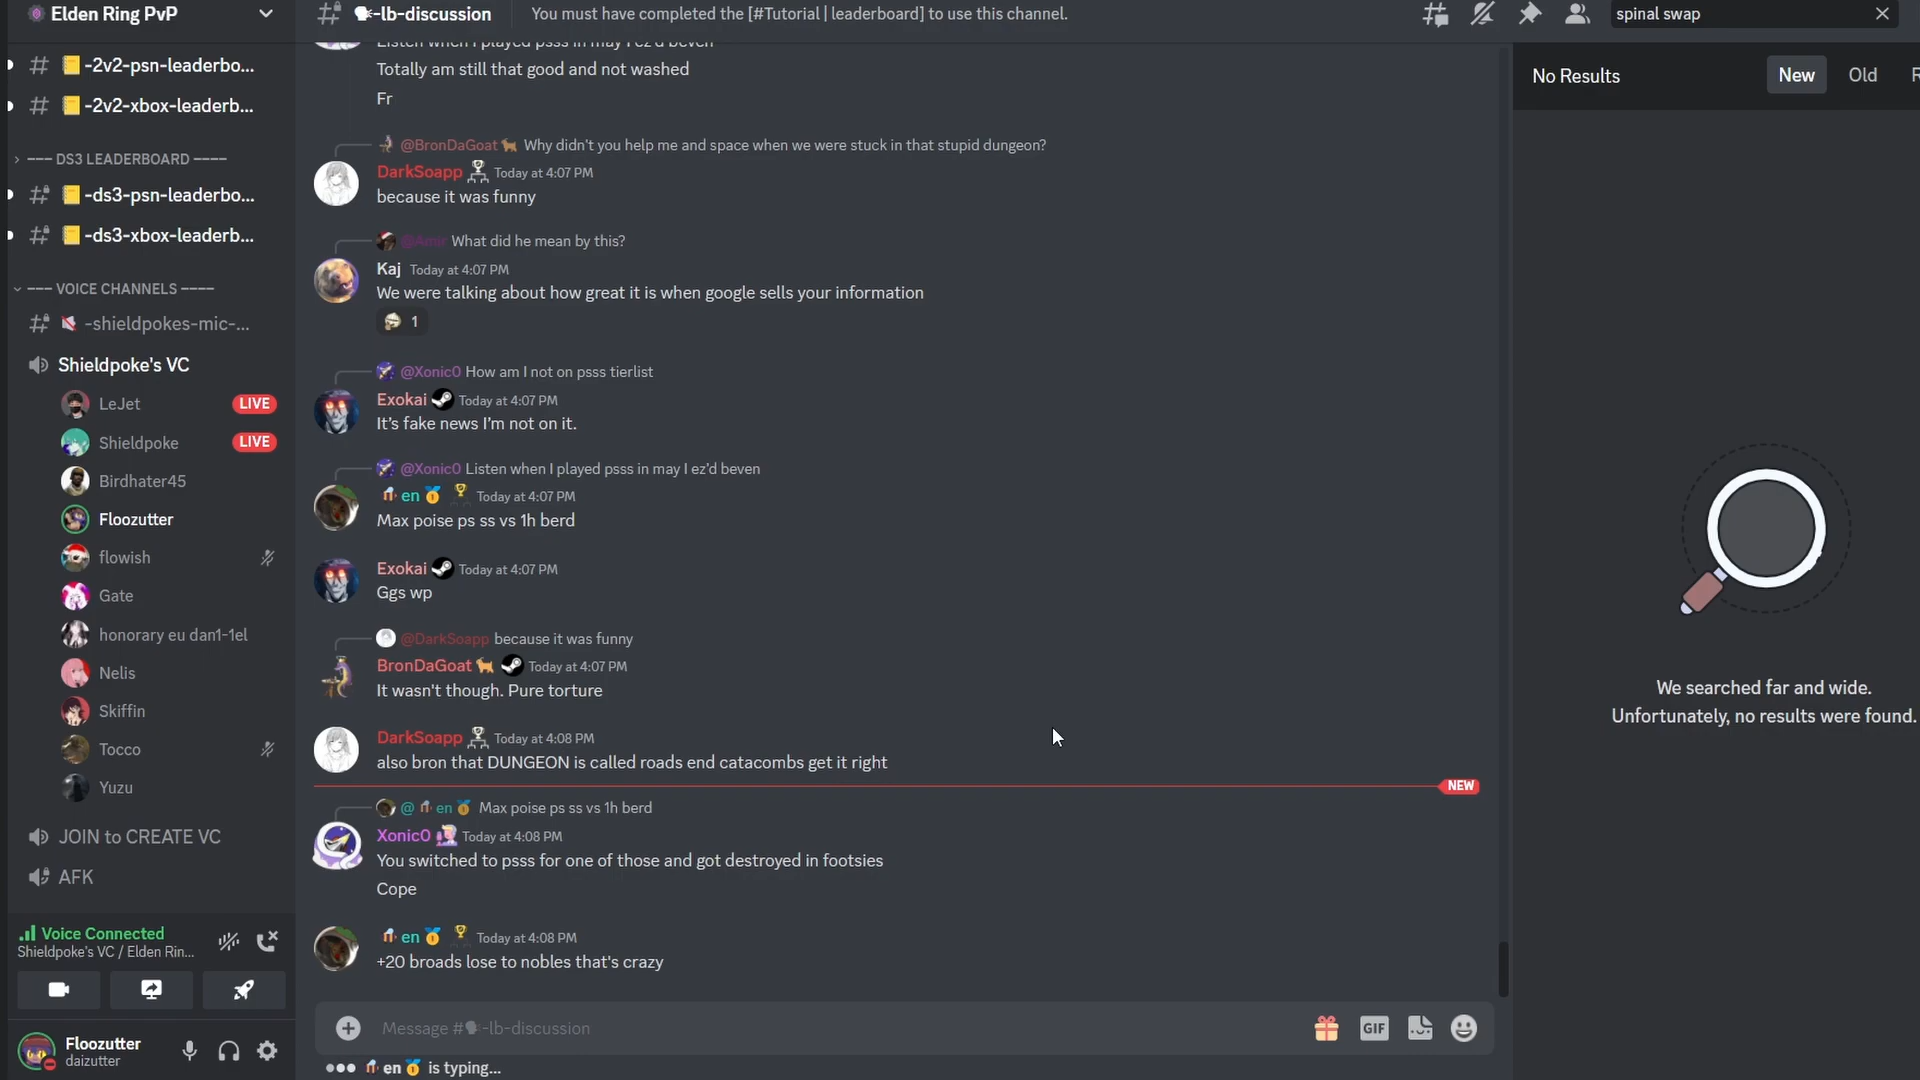 Elden Ring PvP
-2v2-psn-leaderbo...
-2v2-xbox-leaderb...
--- DS3 LEADERBOARD ----
-ds3-psn-leaderbo...
-ds3-xbox-leaderb...
--- VOICE CHANNELS ----
-shieldpokes-mic-...
Shieldpoke's VC
LeJet LIVE
Shieldpoke LIVE
Birdhater45
Floozutter
flowish
Gate
honorary eu dan1-1el
Nelis
Skiffin
Tocco
Yuzu
JOIN to CREATE VC
AFK
Voice Connected
Shieldpoke's VC / Elden Rin...
Floozutter
daizutter
-lb-discussion You must have completed the [#Tutorial | leaderboard] to use this channel.
Listen when I played psss in may I ez'd beven
Totally am still that good and not washed
Fr
@BronDaGoat Why didn't you help me and space when we were stuck in that stupid dungeon?
DarkSoapp Today at 4:07 PM
because it was funny
@Amir What did he mean by this?
Kaj Today at 4:07 PM
We were talking about how great it is when google sells your information
1
@Xonic0 How am I not on psss tierlist
Exokai Today at 4:07 PM
It's fake news I'm not on it.
@Xonic0 Listen when I played psss in may I ez'd beven
en Today at 4:07 PM
Max poise ps ss vs 1h berd
Exokai Today at 4:07 PM
Ggs wp
@DarkSoapp because it was funny
BronDaGoat Today at 4:07 PM
It wasn't though. Pure torture
DarkSoapp Today at 4:08 PM
also bron that DUNGEON is called roads end catacombs get it right
NEW
@ en Max poise ps ss vs 1h berd
Xonic0 Today at 4:08 PM
You switched to psss for one of those and got destroyed in footsies
Cope
en Today at 4:08 PM
+20 broads lose to nobles that's crazy
Message #-lb-discussion
GIF
en is typing...
spinal swap
No Results New Old R
We searched far and wide.
Unfortunately, no results were found.